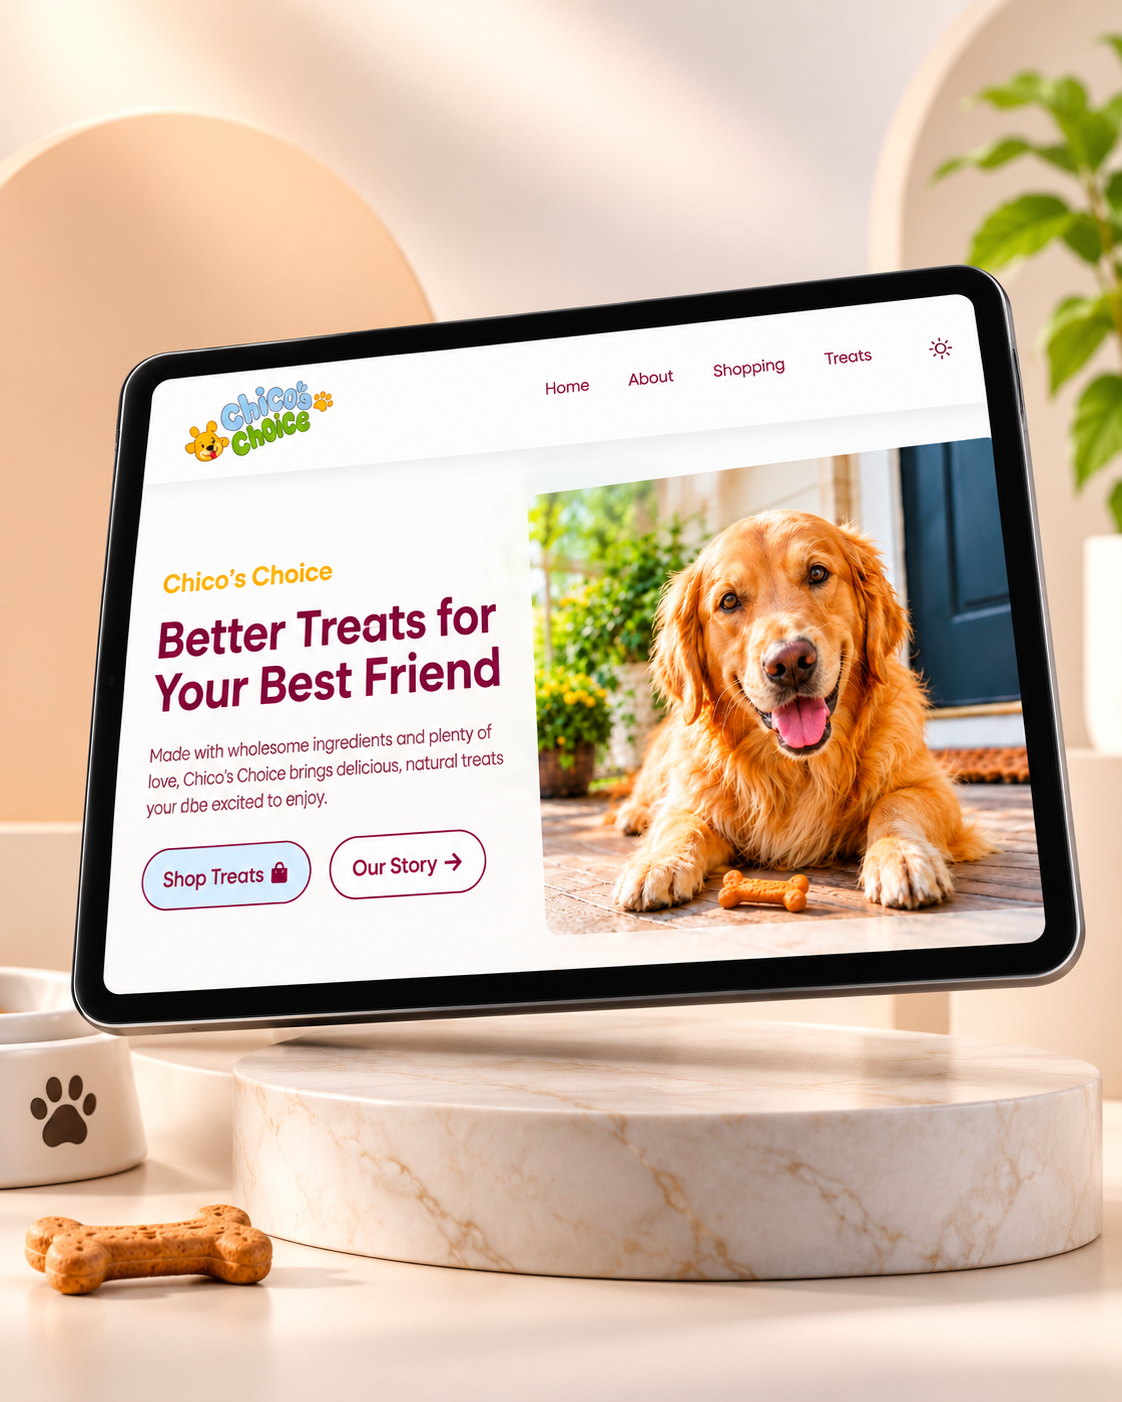 Chico's Choice
Home About Shopping Treats
Chico's Choice
Better Treats for
Your Best Friend
Made with wholesome ingredients and plenty of
love, Chico's Choice brings delicious, natural treats
your dbe excited to enjoy.
Shop Treats Our Story →